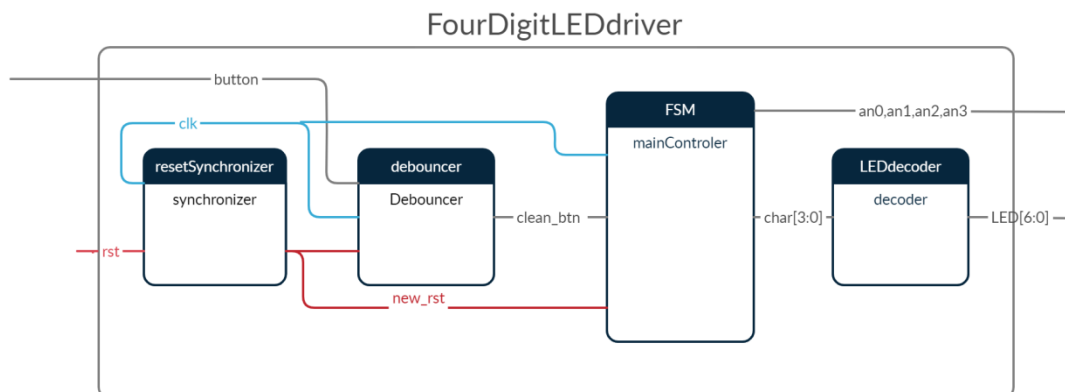 FourDigitLEDdriver
button
an0,an1,an2,an3
clk
FSM
mainControler
resetSynchronizer
synchronizer
debouncer
Debouncer
LEDdecoder
decoder
clean_btn
char[3:0]
LED[6:0]
rst
new_rst